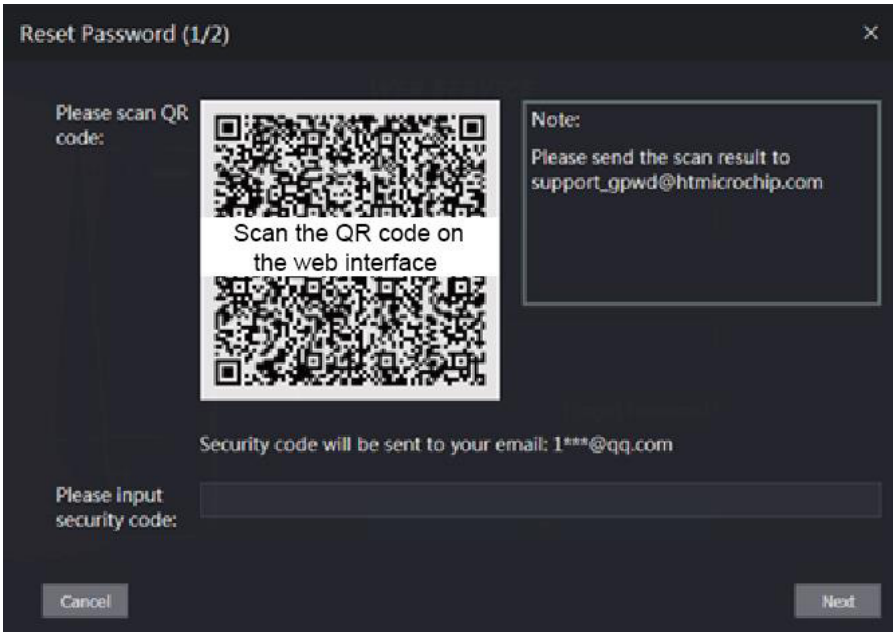 Reset Password (1/2)
Please scan QR
code:
Scan the QR code on
the web interface
Note:
Please send the scan result to
support_gpwd@htmicrochip.com
Security code will be sent to your email: 1***@qq.com
Please input
security code:
Cancel
Next